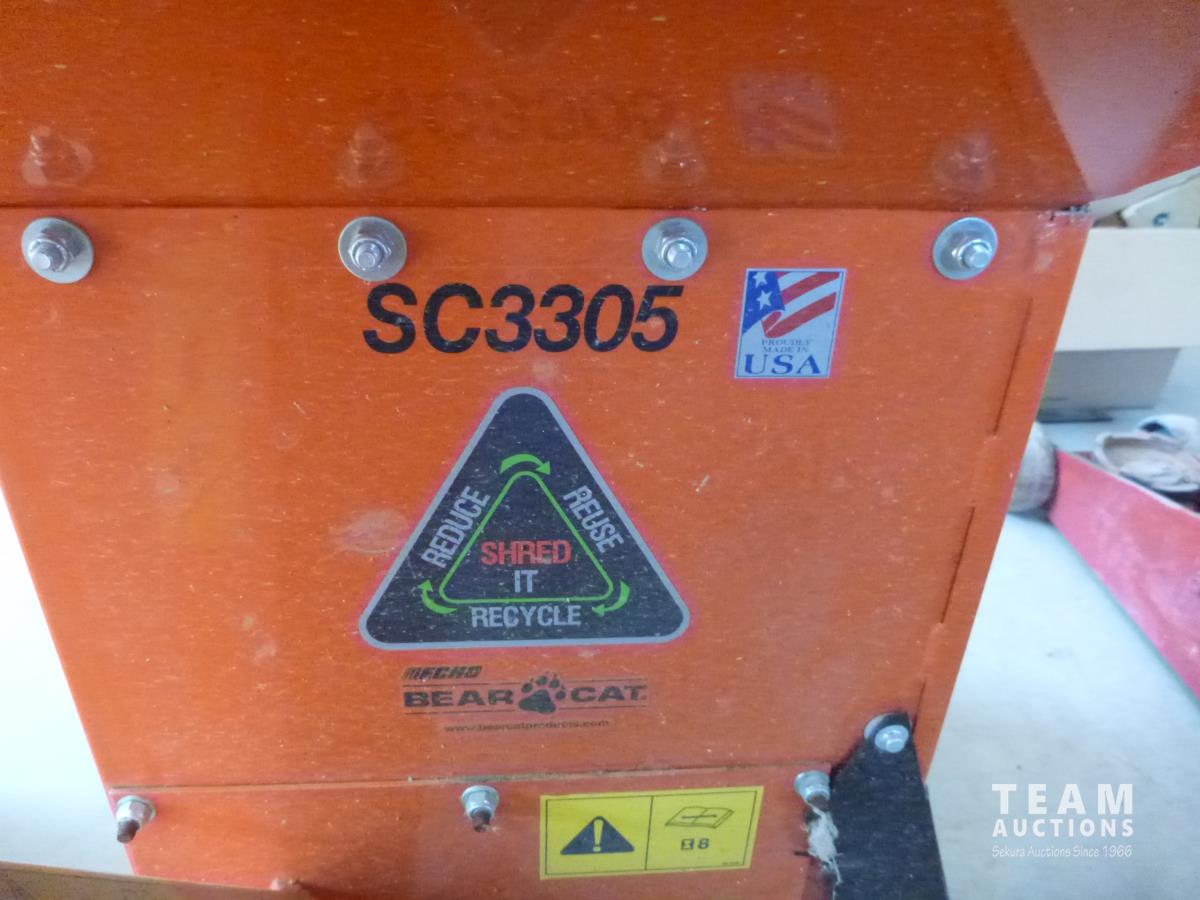 SC3305
PROUDLY
MADE IN
USA
REDUCE
REUSE
SHRED
IT
RECYCLE
ECHO
BEAR CAT
www.bearcatproducts.com
8
TEAM
AUCTIONS
Sekura Auctions Since 1966